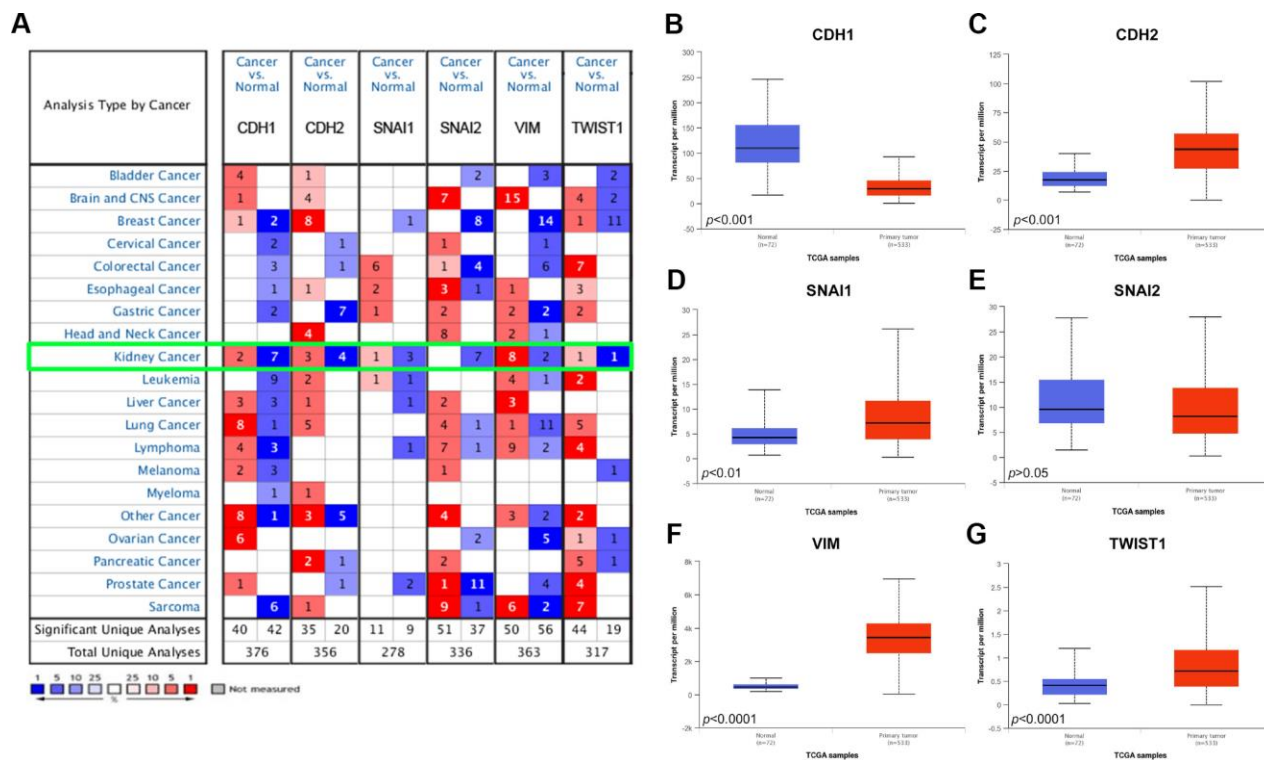 A
Analysis Type by Cancer
Cancer vs. Normal Cancer vs. Normal Cancer vs. Normal Cancer vs. Normal Cancer vs. Normal Cancer vs. Normal
CDH1 CDH2 SNAI1 SNAI2 VIM TWIST1
Bladder Cancer 4 1 2 3 2
Brain and CNS Cancer 1 4 7 15 4 2
Breast Cancer 1 2 8 1 8 14 1 11
Cervical Cancer 2 1 1 1
Colorectal Cancer 3 1 6 1 4 6 7
Esophageal Cancer 1 1 2 3 1 1 3
Gastric Cancer 2 7 1 2 2 2 2
Head and Neck Cancer 4 8 2 1
Kidney Cancer 2 7 3 4 1 3 7 8 2 1 1
Leukemia 9 2 1 1 4 1 2
Liver Cancer 3 3 1 1 2 3
Lung Cancer 8 1 5 4 1 1 11 5
Lymphoma 4 3 1 7 1 9 2 4
Melanoma 2 3 1 1
Myeloma 1 1
Other Cancer 8 1 3 5 4 3 2 2
Ovarian Cancer 6 2 5 1 1
Pancreatic Cancer 2 1 2 5 1
Prostate Cancer 1 1 2 1 11 4 4
Sarcoma 6 1 9 1 6 2 7
Significant Unique Analyses 40 42 35 20 11 9 51 37 50 56 44 19
Total Unique Analyses 376 356 278 336 363 317
1 5 10 25 25 10 5 1
%
Not measured
B
CDH1
Transcript per million
300
250
200
150
100
50
0
-50
p<0.001
Normal
(n=72)
Primary tumor
(n=533)
TCGA samples
C
CDH2
Transcript per million
125
100
75
50
25
0
-25
p<0.001
Normal
(n=72)
Primary tumor
(n=533)
TCGA samples
D
SNAI1
Transcript per million
30
25
20
15
10
5
0
-5
p<0.01
Normal
(n=72)
Primary tumor
(n=533)
TCGA samples
E
SNAI2
Transcript per million
30
25
20
15
10
5
0
-5
p>0.05
Normal
(n=72)
Primary tumor
(n=533)
TCGA samples
F
VIM
Transcript per million
8k
6k
4k
2k
0
-2k
p<0.0001
Normal
(n=72)
Primary tumor
(n=533)
TCGA samples
G
TWIST1
Transcript per million
3
2.5
2
1.5
1
0.5
0
-0.5
p<0.0001
Normal
(n=72)
Primary tumor
(n=533)
TCGA samples